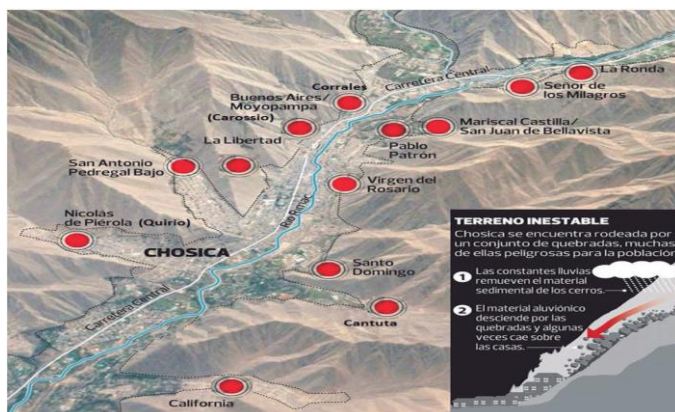 La Ronda
Carretera Central
Corrales
Señor
de los Milagros
Buenos Aires/
Moyopampa
(Carossio)
Mariscal Castilla/
San Juan de Bellavista
La Libertad
Pablo
Patrón
San Antonio
Pedregal Bajo
Virgen del
Rosario
Río Rímac
Nicolás
de Piérola (Quirio)
CHOSICA
Santo
Domingo
Carretera Central
Cantuta
California
TERRENO INESTABLE
Chosica se encuentra rodeada por
un conjunto de quebradas, muchas
de ellas peligrosas para la población
1 Las constantes lluvias
remueven el material
sedimental de los cerros.
2 El material aluviónico
desciende por las
quebradas y algunas
veces cae sobre
las casas.